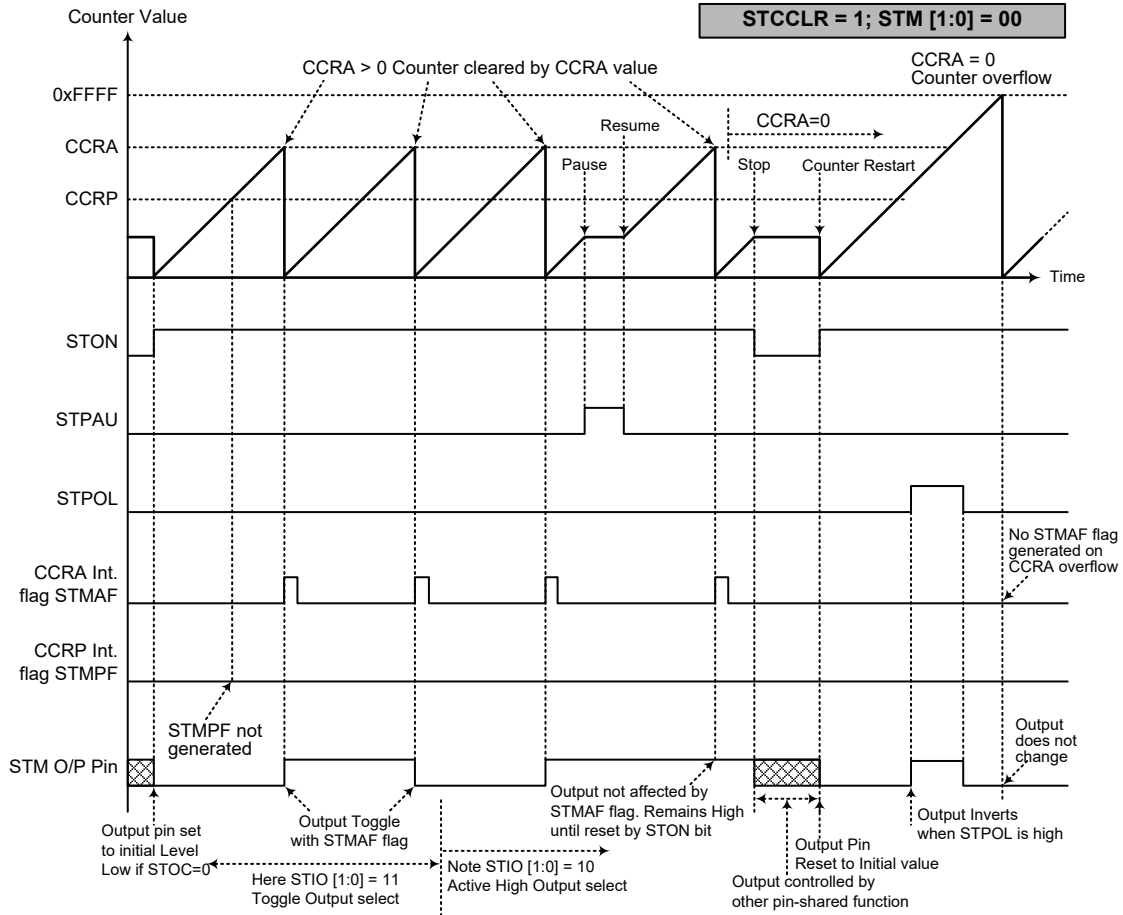 Counter Value
STCCLR = 1; STM [1:0] = 00
CCRA > 0 Counter cleared by CCRA value
CCRA = 0
Counter overflow
0xFFFF
Resume
CCRA=0
CCRA
Pause
Stop
Counter Restart
CCRP
Time
STON
STPAU
STPOL
No STMAF flag
generated on
CCRA overflow
CCRA Int.
flag STMAF
CCRP Int.
flag STMPF
STMPF not
generated
Output
does not
change
STM O/P Pin
Output pin set
to initial Level
Low if STOC=0
Output Toggle
with STMAF flag
Output not affected by
STMAF flag. Remains High
until reset by STON bit
Output Inverts
when STPOL is high
Output Pin
Reset to Initial value
Here STIO [1:0] = 11
Toggle Output select
Note STIO [1:0] = 10
Active High Output select
Output controlled by
other pin-shared function